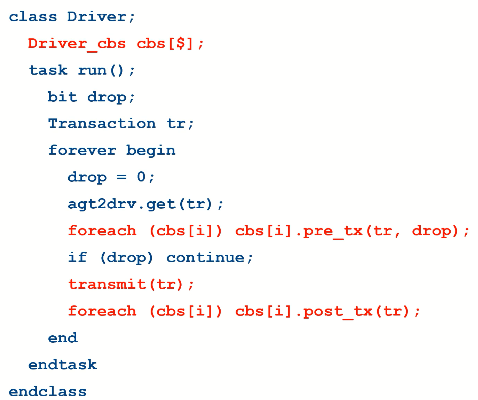 class Driver;
Driver_cbs cbs[$];
task run();
bit drop;
Transaction tr;
forever begin
drop = 0;
agt2drv.get(tr);
foreach (cbs[i]) cbs[i].pre_tx(tr, drop);
if (drop) continue;
transmit(tr);
foreach (cbs[i]) cbs[i].post_tx(tr);
end
endtask
endclass